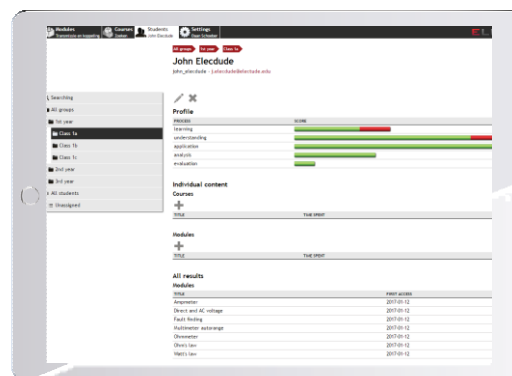 Modules Courses Students Settings
John Elecdude
All groups 1st year Class 1a
John Elecdude
john_elecdude - j.elecdude@elecdude.edu
Searching
All groups
1st year
Class 1a
Class 1b
Class 1c
2nd year
3rd year
All students
Unassigned
Profile
PROCESS SCORE
learning
understanding
application
analysis
evaluation
Individual content
Courses
TITLE TIME SPENT
Modules
TITLE TIME SPENT
All results
Modules
TITLE FIRST ACCESS
Ampmeter 2017-01-12
Direct and AC voltage 2017-01-12
Fault finding 2017-01-12
Multimeter autorange 2017-01-12
Ohmmeter 2017-01-12
Ohm's law 2017-01-12
Watt's law 2017-01-12